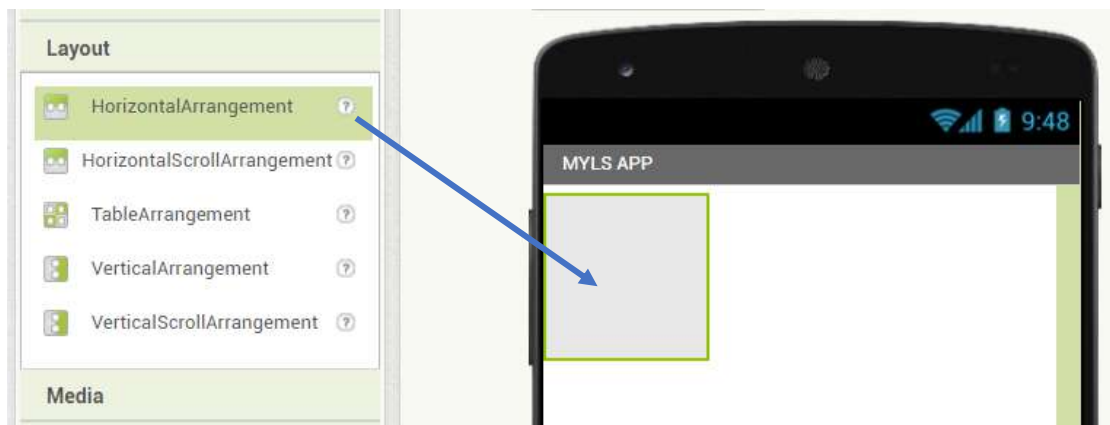 Layout
HorizontalArrangement ?
HorizontalScrollArrangement ?
TableArrangement ?
VerticalArrangement ?
VerticalScrollArrangement ?
Media
9:48
MYLS APP